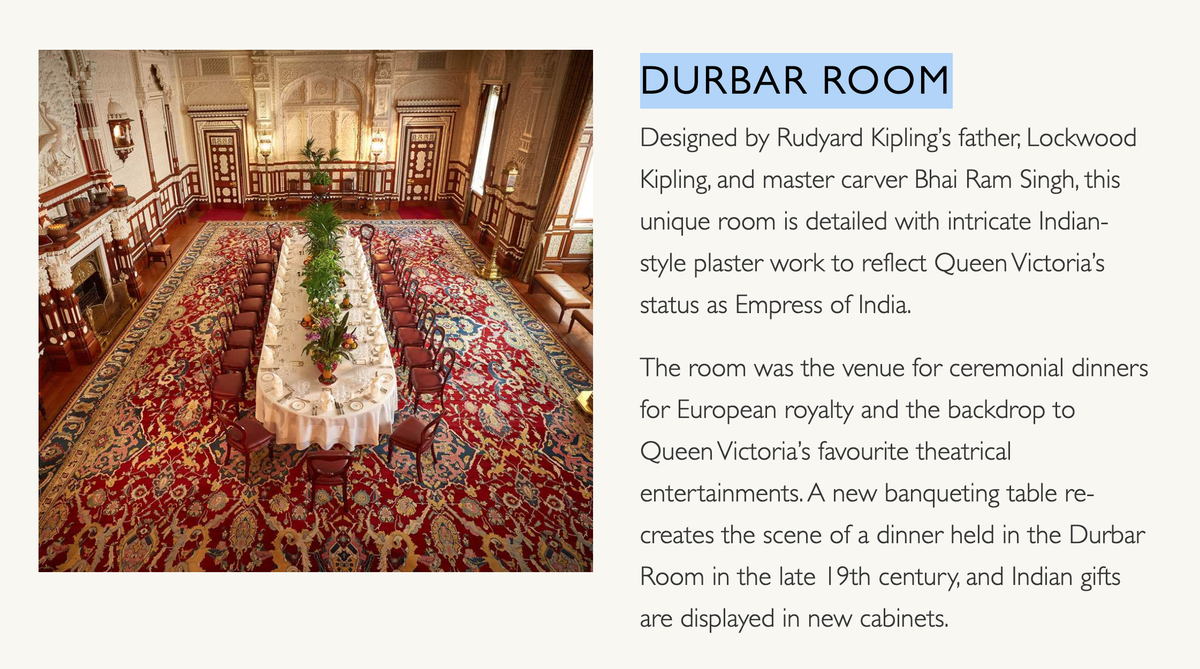 DURBAR ROOM
Designed by Rudyard Kipling’s father, Lockwood
Kipling, and master carver Bhai Ram Singh, this
unique room is detailed with intricate Indian-
style plaster work to reflect Queen Victoria’s
status as Empress of India.
The room was the venue for ceremonial dinners
for European royalty and the backdrop to
Queen Victoria’s favourite theatrical
entertainments. A new banqueting table re-
creates the scene of a dinner held in the Durbar
Room in the late 19th century, and Indian gifts
are displayed in new cabinets.